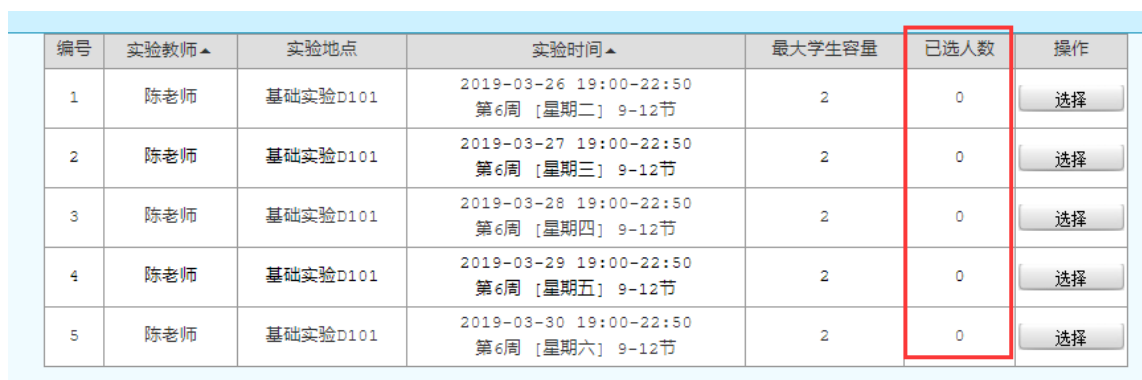 编号 实验教师▲ 实验地点 实验时间▲ 最大学生容量 已选人数 操作
2019-03-26 19:00-22:50
1 陈老师 基础实验D101 2 0 选择
第6周 [星期二] 9-12节
2019-03-27 19:00-22:50
2 陈老师 基础实验D101 2 0 选择
第6周 [星期三] 9-12节
2019-03-28 19:00-22:50
3 陈老师 基础实验D101 2 0 选择
第6周 [星期四] 9-12节
2019-03-29 19:00-22:50
4 陈老师 基础实验D101 2 0 选择
第6周 [星期五] 9-12节
2019-03-30 19:00-22:50
5 陈老师 基础实验D101 2 0 选择
第6周 [星期六] 9-12节